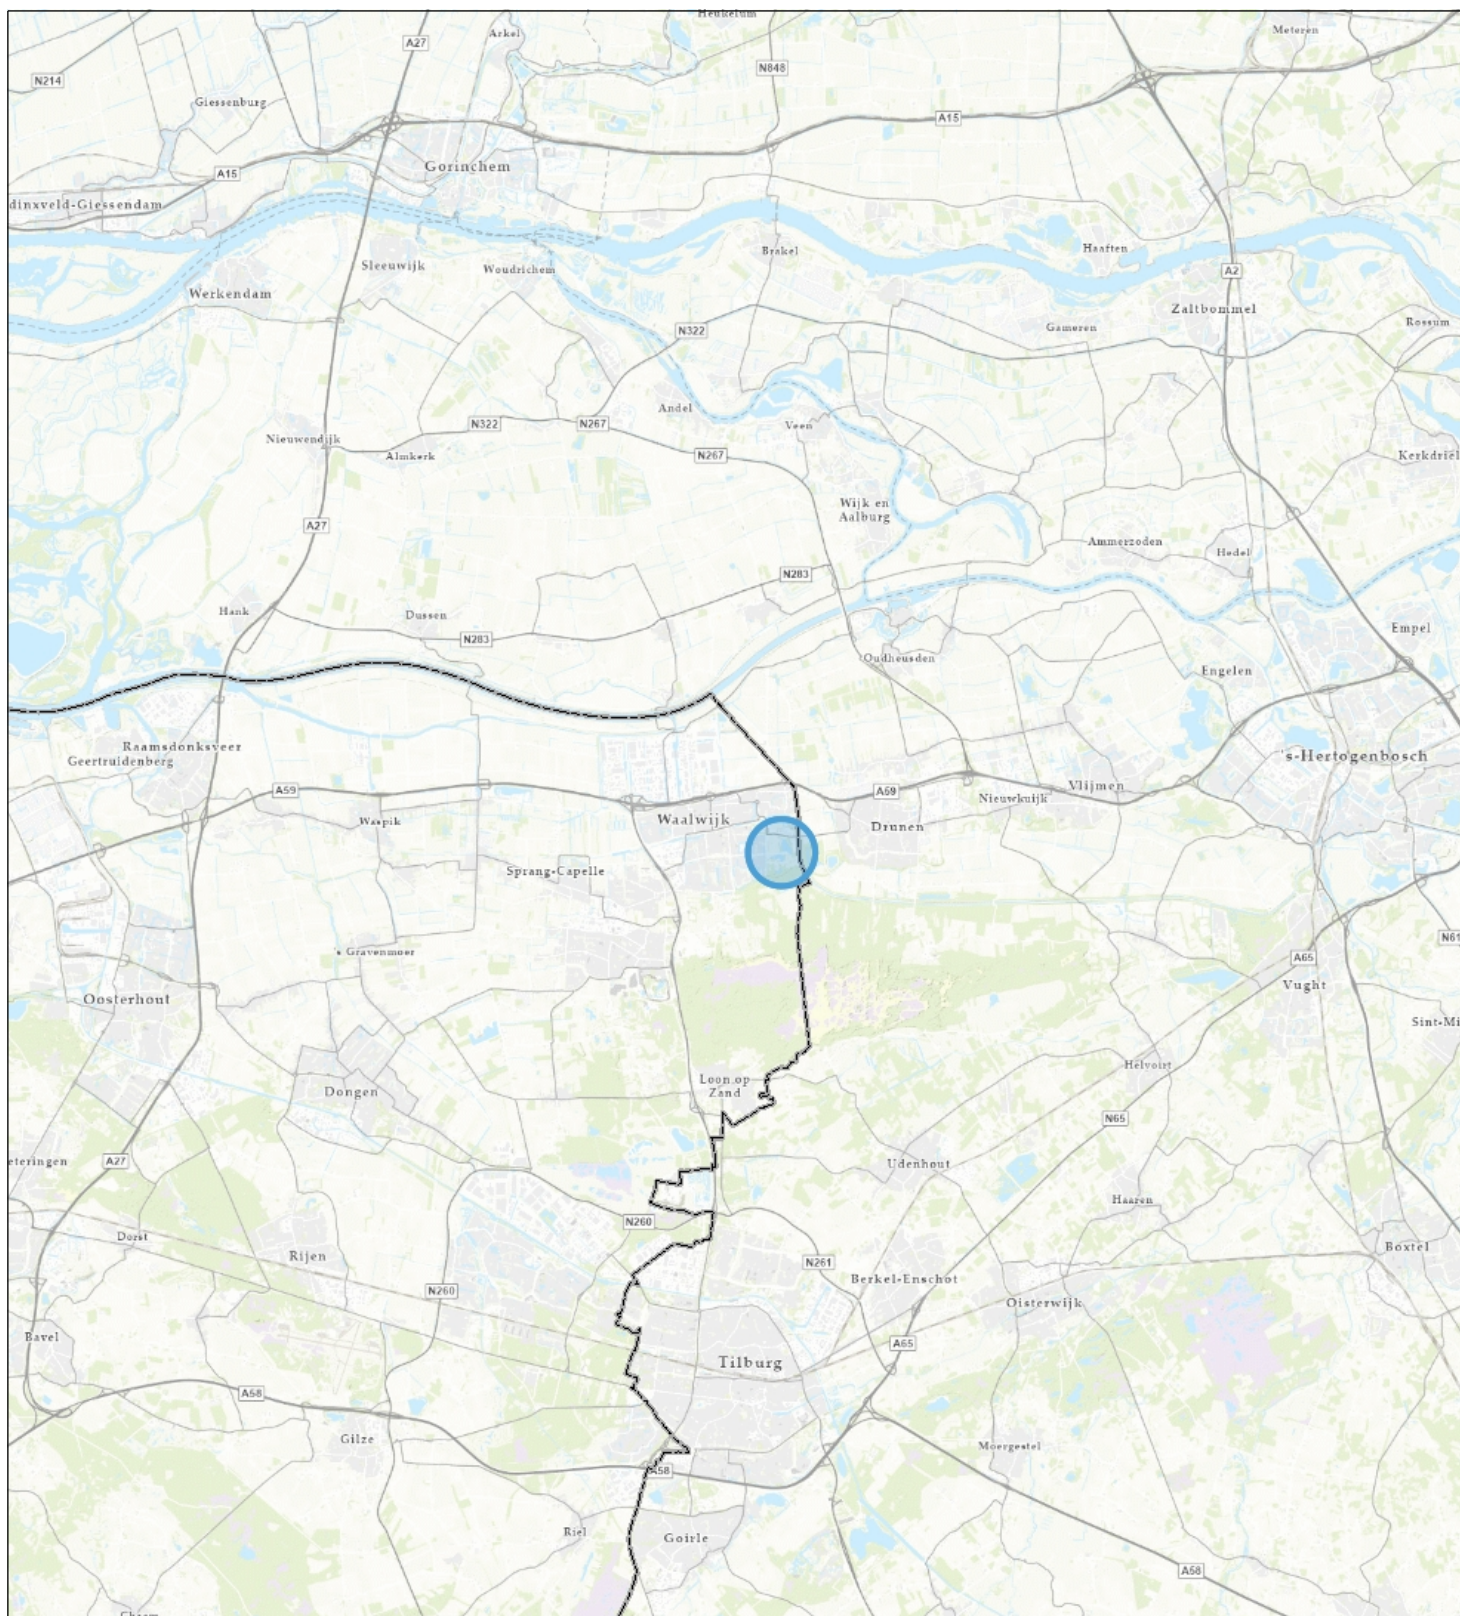 Heukelum
Arkel
A27
Meteren
N848
N214
Giessenburg
A15
Gorinchem
A15
dinxveld-Giessendam
Brakel
Haaften
Sleeuwijk
Woudrichem
A2
Werkendam
Zaltbommel
Rossum
Gameren
N322
Andel
N322
N267
Veen
Nieuwendijk
Almkerk
N267
Kerkdriel
Wijk en
Aalburg
A27
Ammerzoden
Hedel
N283
Hank
Dussen
Empel
N283
Oudheusden
Engelen
Raamsdonksveer
Geertruidenberg
's-Hertogenbosch
A59
A59
Vlijmen
Nieuwkuijk
Waspik
Waalwijk
Drunen
Sprang-Capelle
N61
Gravenmoer
A65
Vught
Oosterhout
Sint-Mi
Helvoirt
Loon op
Zand
Dongen
N65
eteringen
A27
Udenhout
Haaren
N260
Dorst
Rijen
Boxtel
N261
Berkel-Enschot
N260
Oisterwijk
Bavel
A65
Tilburg
A58
Gilze
Moergestel
A58
Riel
Goirle
A58
Chaam